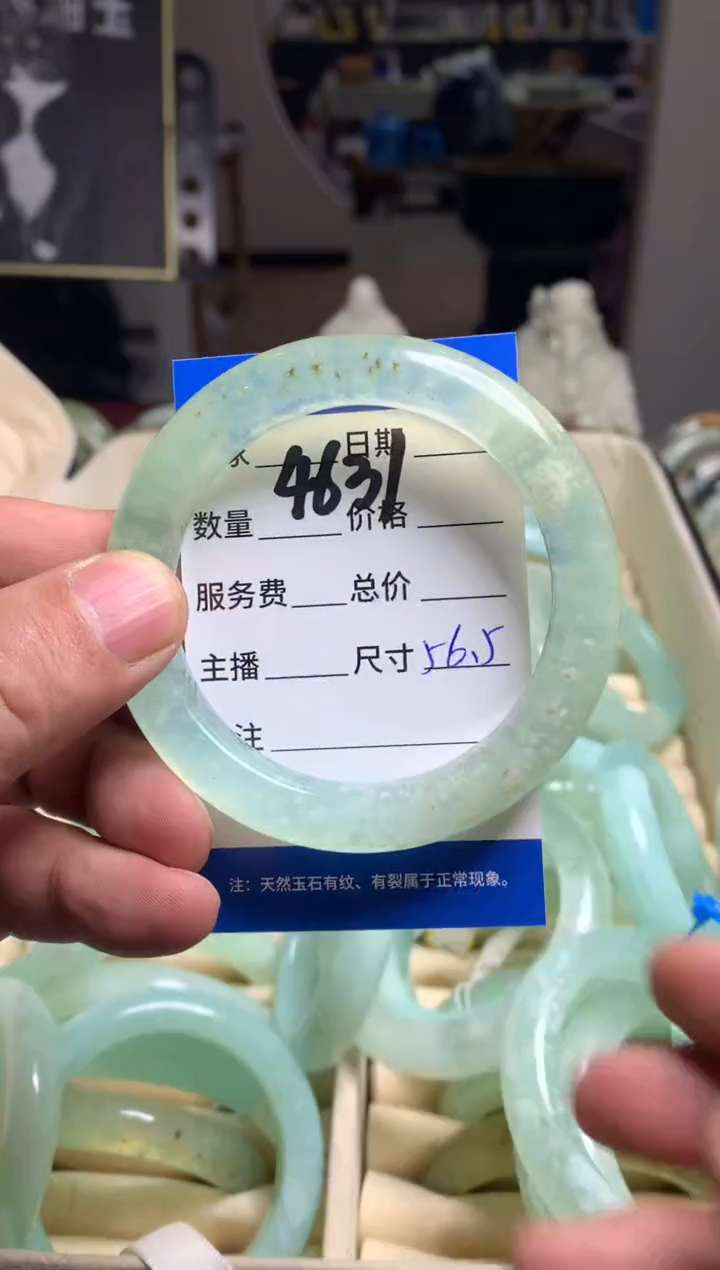 日期
4631
数量 价格
服务费 总价
主播 尺寸 56.5
注
注：天然玉石有纹、有裂属于正常现象。